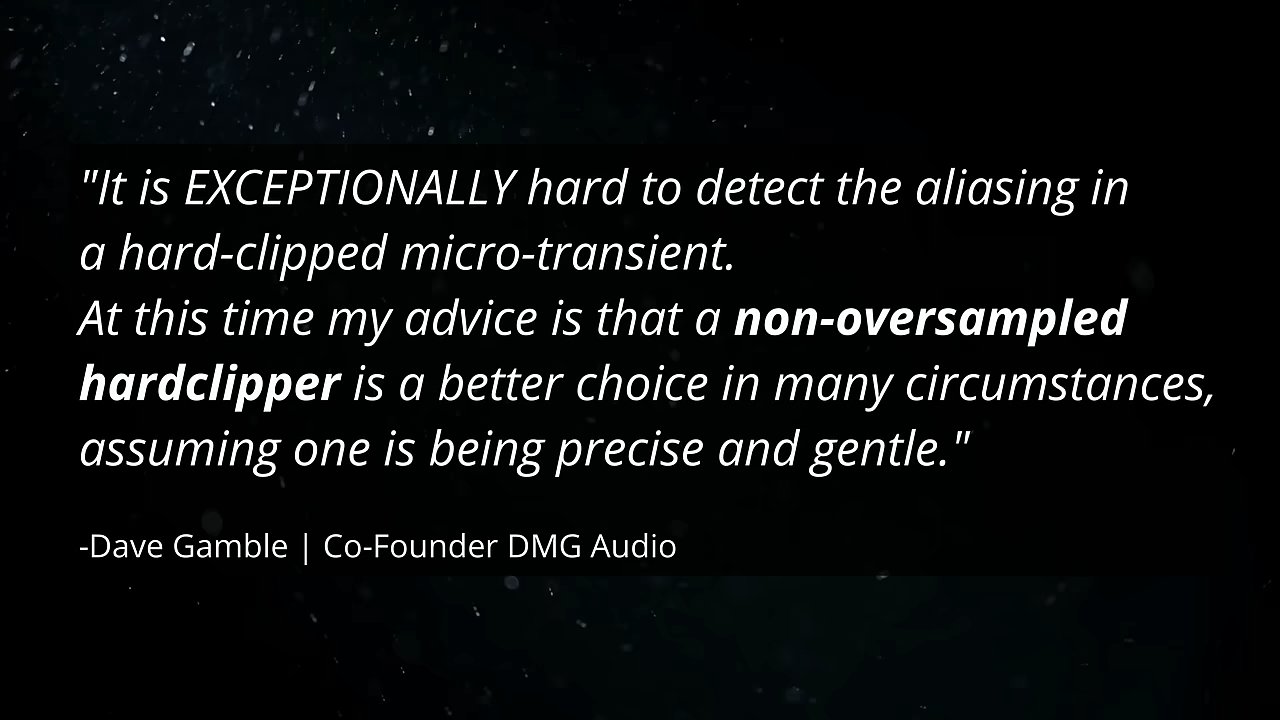 "It is EXCEPTIONALLY hard to detect the aliasing in
a hard-clipped micro-transient.
At this time my advice is that a non-oversampled
hardclipper is a better choice in many circumstances,
assuming one is being precise and gentle."
-Dave Gamble | Co-Founder DMG Audio